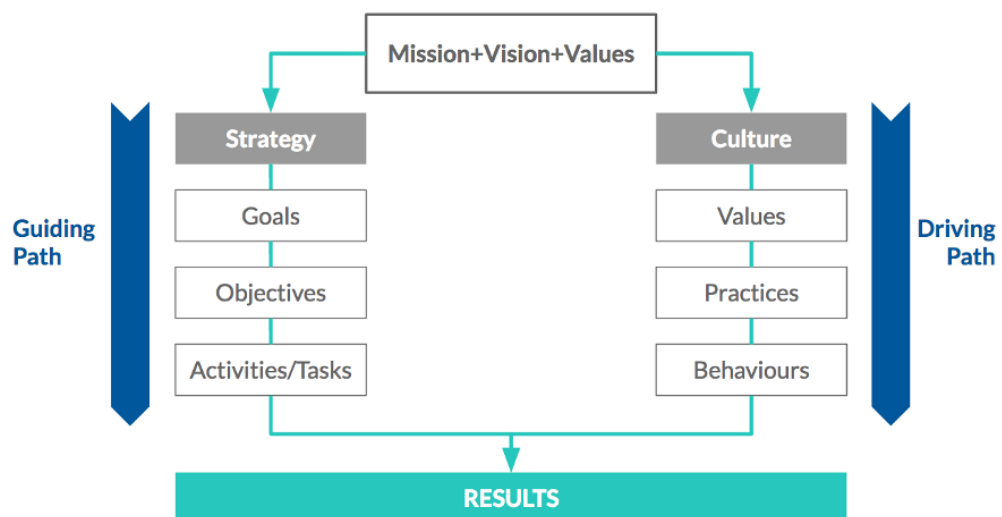 Mission+Vision+Values
Strategy
Culture
Goals
Values
Guiding
Path
Driving
Path
Objectives
Practices
Activities/Tasks
Behaviours
RESULTS